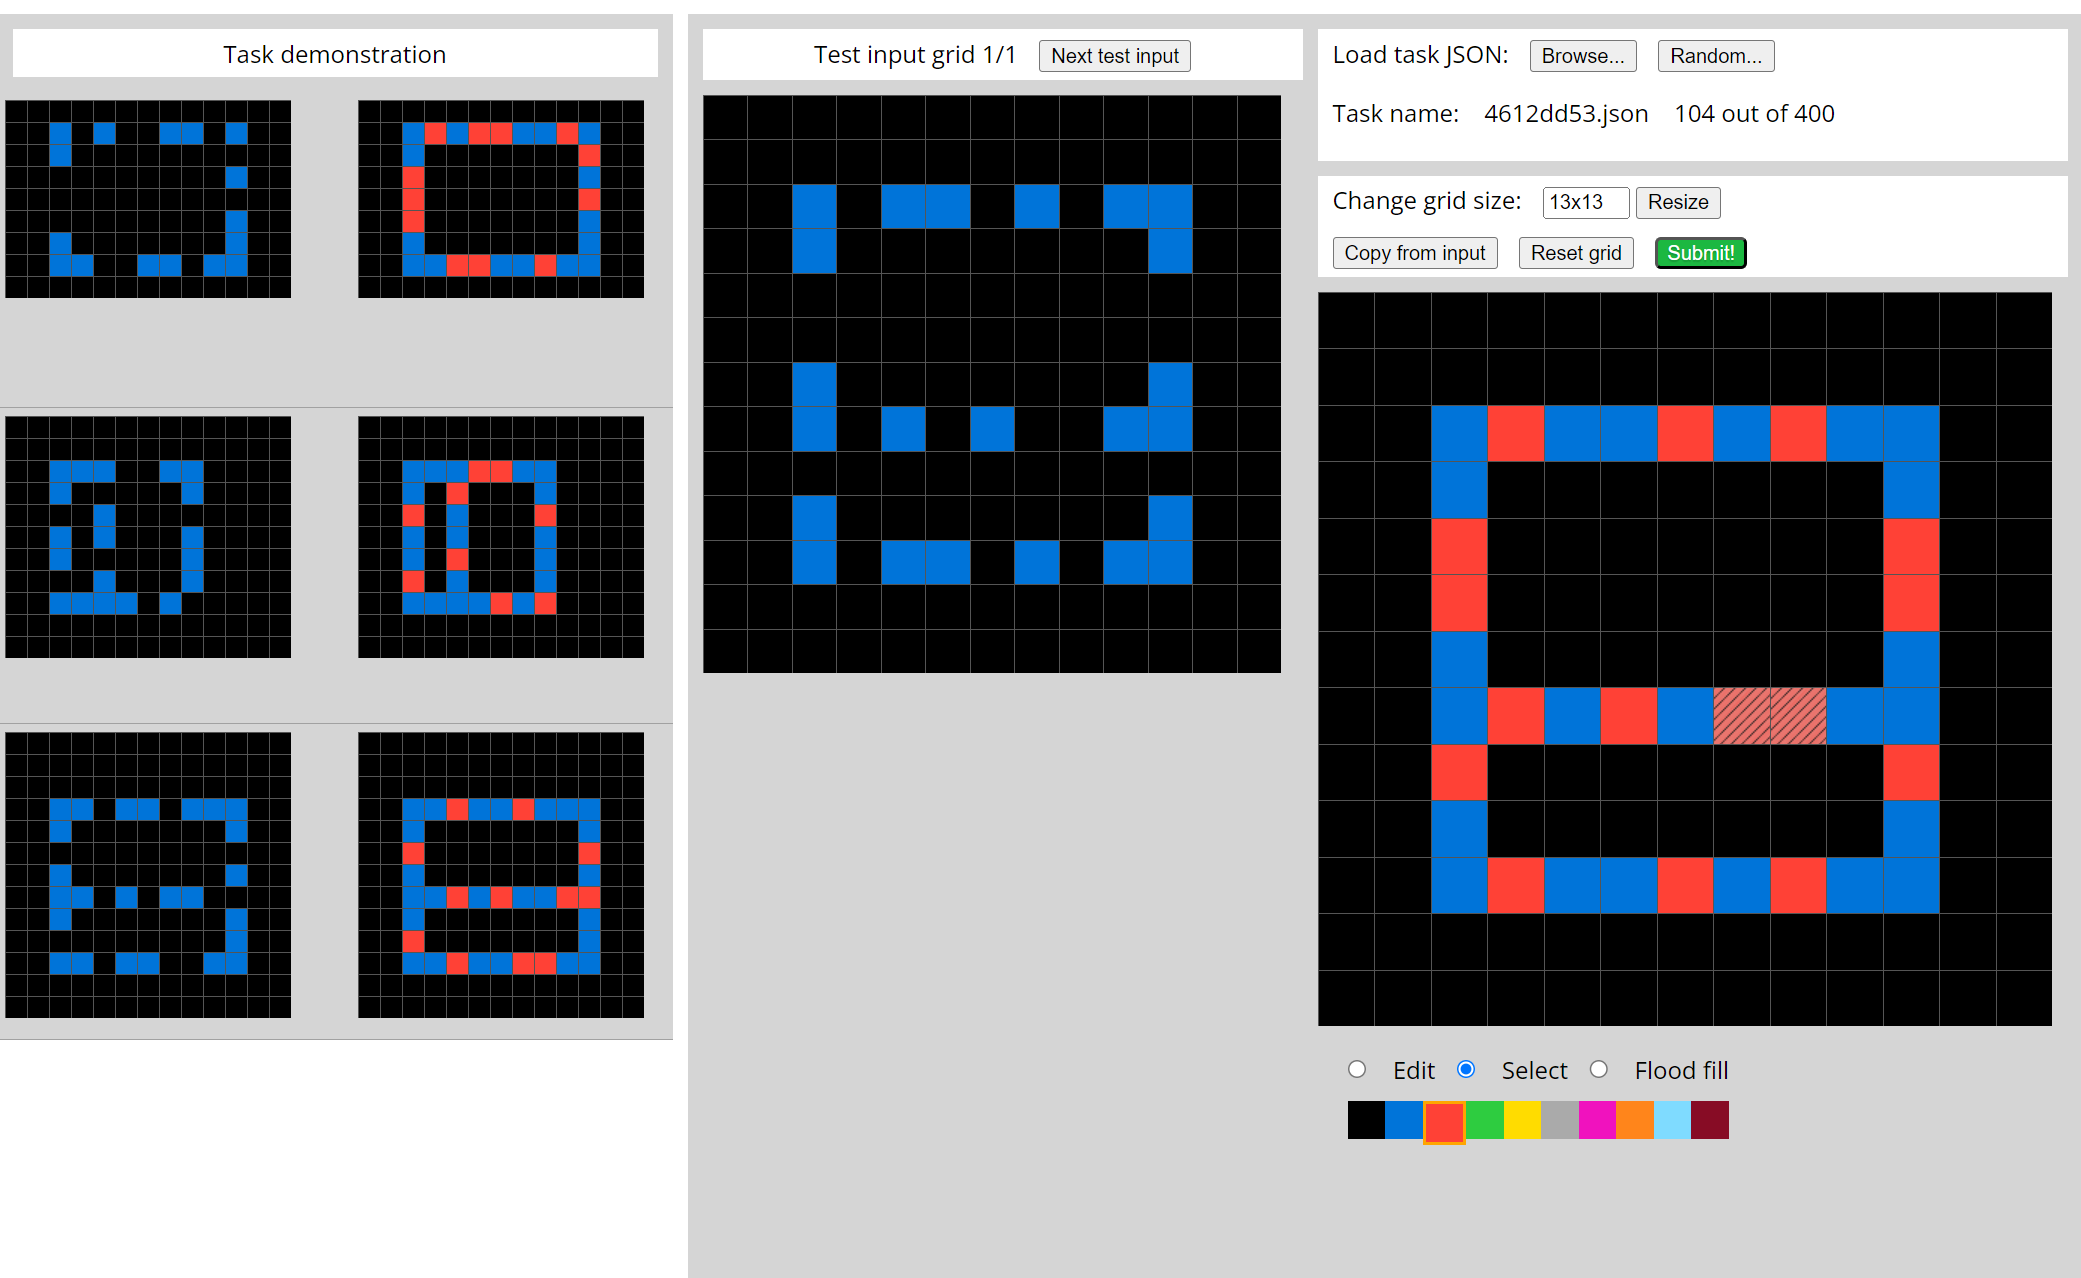 Task demonstration
Test input grid 1/1 Next test input
Load task JSON: Browse... Random...
Task name: 4612dd53.json 104 out of 400
Change grid size: 13x13 Resize
Copy from input Reset grid Submit!
Edit Select Flood fill